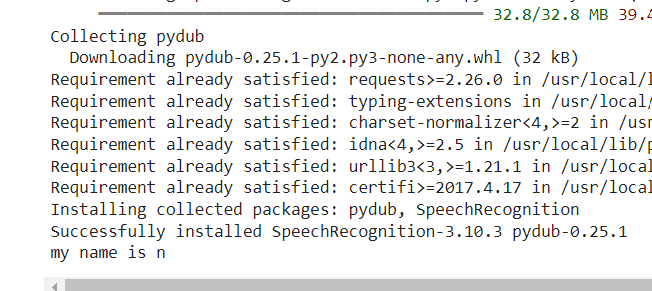 32.8/32.8 MB 39.4
Collecting pydub
Downloading pydub-0.25.1-py2.py3-none-any.whl (32 kB)
Requirement already satisfied: requests>=2.26.0 in /usr/local/l
Requirement already satisfied: typing-extensions in /usr/local/
Requirement already satisfied: charset-normalizer<4,>=2 in /usr
Requirement already satisfied: idna<4,>=2.5 in /usr/local/lib/p
Requirement already satisfied: urllib3<3,>=1.21.1 in /usr/local
Requirement already satisfied: certifi>=2017.4.17 in /usr/local
Installing collected packages: pydub, SpeechRecognition
Successfully installed SpeechRecognition-3.10.3 pydub-0.25.1
my name is n